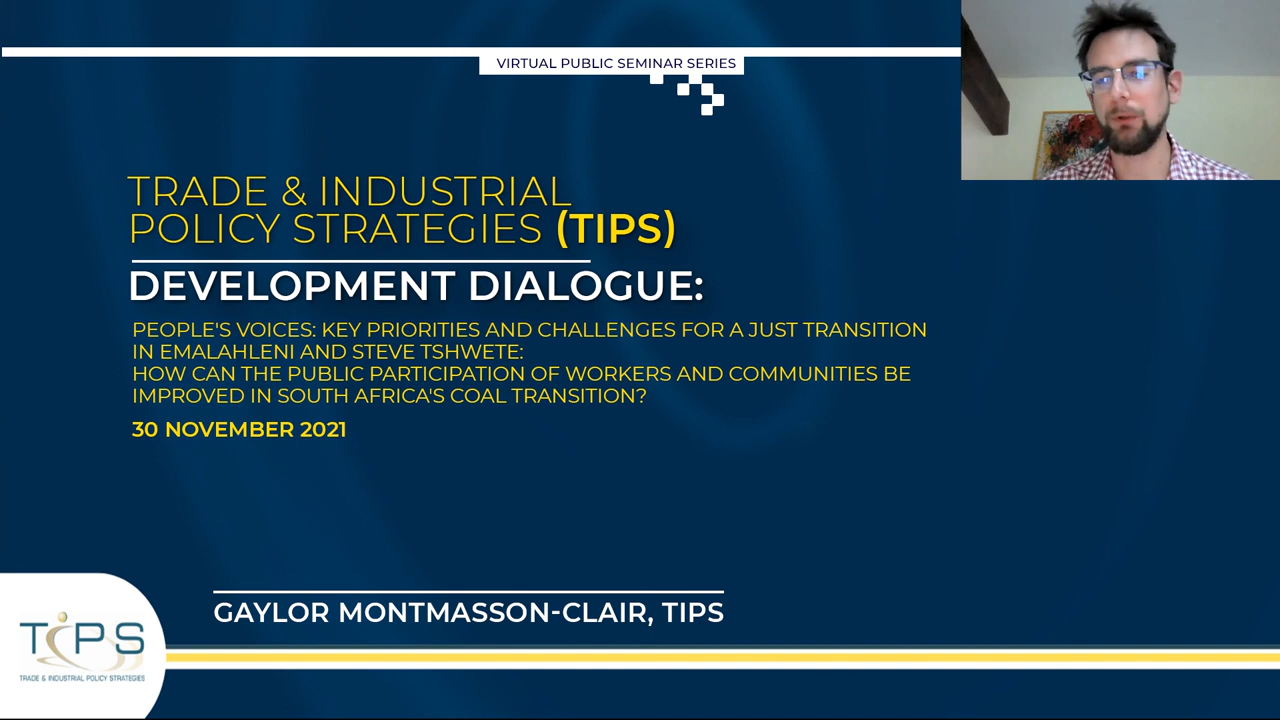 VIRTUAL PUBLIC SEMINAR SERIES
TRADE & INDUSTRIAL
POLICY STRATEGIES (TIPS)
DEVELOPMENT DIALOGUE:
PEOPLE'S VOICES: KEY PRIORITIES AND CHALLENGES FOR A JUST TRANSITION
IN EMALAHLENI AND STEVE TSHWETE:
HOW CAN THE PUBLIC PARTICIPATION OF WORKERS AND COMMUNITIES BE
IMPROVED IN SOUTH AFRICA'S COAL TRANSITION?
30 NOVEMBER 2021
GAYLOR MONTMASSON-CLAIR, TIPS
TiPS
TRADE & INDUSTRIAL POLICY STRATEGIES